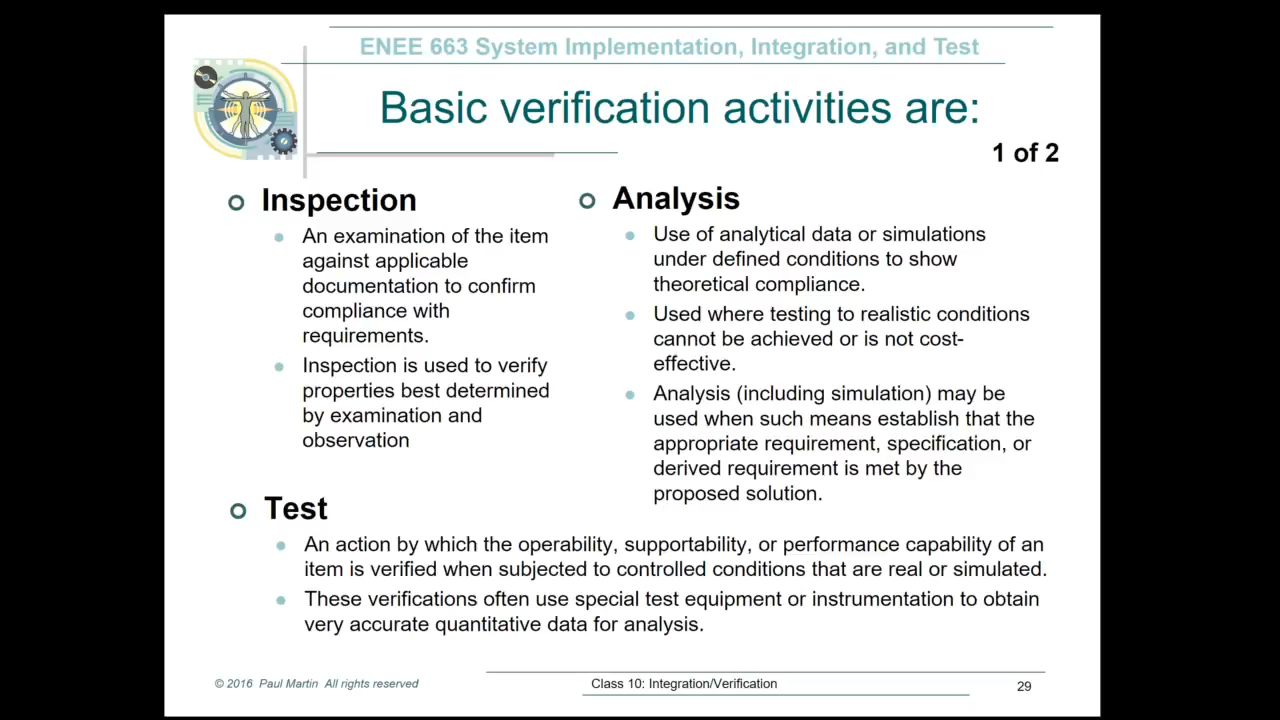 ENEE 663 System Implementation, Integration, and Test
Basic verification activities are:
1 of 2
Inspection
An examination of the item
against applicable
documentation to confirm
compliance with
requirements.
Inspection is used to verify
properties best determined
by examination and
observation
Analysis
Use of analytical data or simulations
under defined conditions to show
theoretical compliance.
Used where testing to realistic conditions
cannot be achieved or is not cost-
effective.
Analysis (including simulation) may be
used when such means establish that the
appropriate requirement, specification, or
derived requirement is met by the
proposed solution.
Test
An action by which the operability, supportability, or performance capability of an
item is verified when subjected to controlled conditions that are real or simulated.
These verifications often use special test equipment or instrumentation to obtain
very accurate quantitative data for analysis.
© 2016 Paul Martin All rights reserved
Class 10: Integration/Verification
29